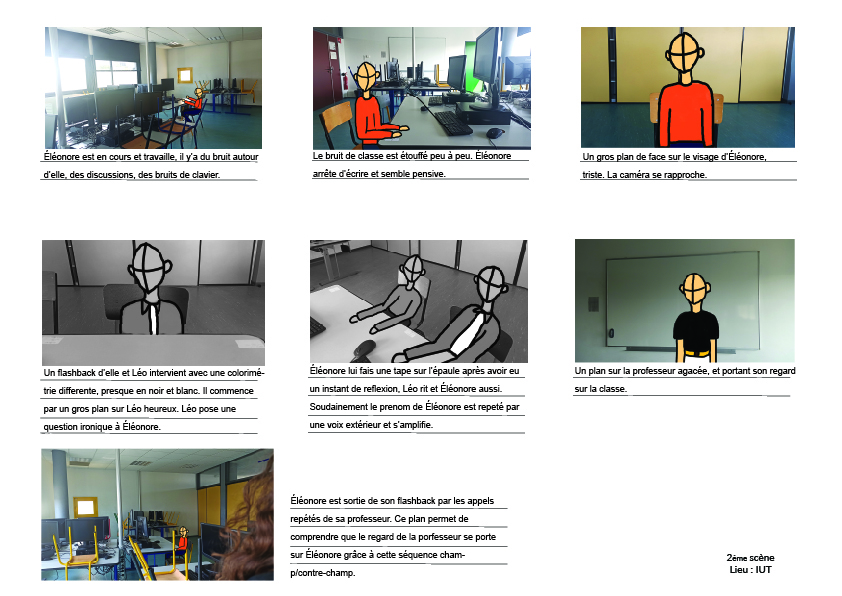 Éléonore est en cours et travaille, il y'a du bruit autour
d'elle, des discussions, des bruits de clavier.
Le bruit de classe est étouffé peu à peu. Éléonore
arrête d'écrire et semble pensive.
Un gros plan de face sur le visage d'Éléonore,
triste. La caméra se rapproche.
Un flashback d'elle et Léo intervient avec une colorimé-
trie differente, presque en noir et blanc. Il commence
par un gros plan sur Léo heureux. Léo pose une
question ironique à Éléonore.
Éléonore lui fais une tape sur l'épaule après avoir eu
un instant de reflexion, Léo rit et Éléonore aussi.
Soudainement le prenom de Éléonore est repeté par
une voix extérieur et s'amplifie.
Un plan sur la professeur agacée, et portant son regard
sur la classe.
Éléonore est sortie de son flashback par les appels
repétés de sa professeur. Ce plan permet de
comprendre que le regard de la porfesseur se porte
sur Éléonore grâce à cette séquence cham-
p/contre-champ.
2ème scène
Lieu : IUT